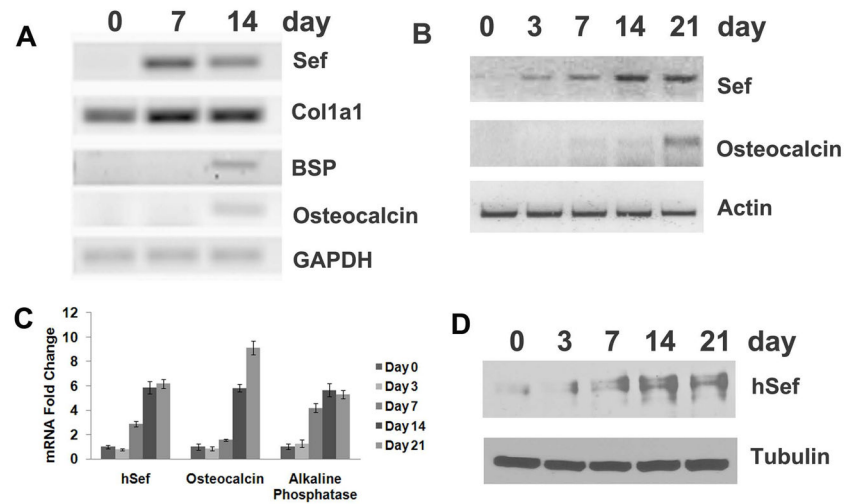 A
0 7 14 day
Sef
Col1a1
BSP
Osteocalcin
GAPDH
B
0 3 7 14 21 day
Sef
Osteocalcin
Actin
C
mRNA Fold Change
12
10
8
6
4
2
0
hSef Osteocalcin Alkaline
Phosphatase
Day 0
Day 3
Day 7
Day 14
Day 21
D
0 3 7 14 21 day
hSef
Tubulin